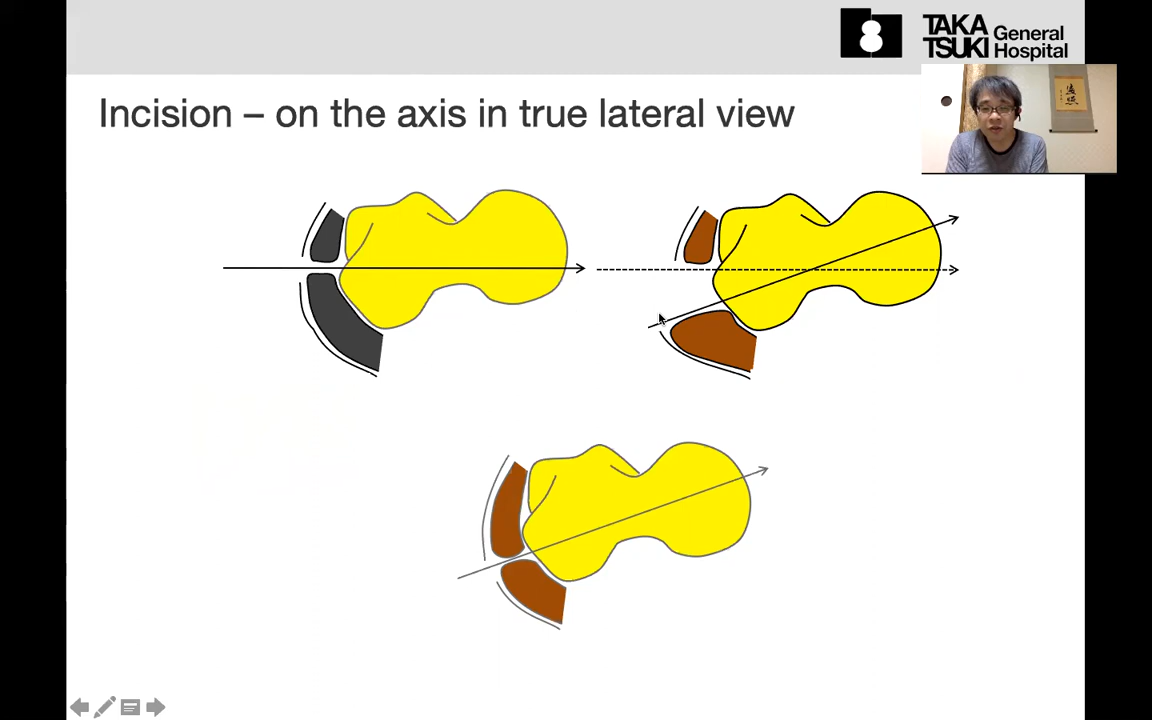 TAKA
TSUKI General
Hospital
Incision – on the axis in true lateral view